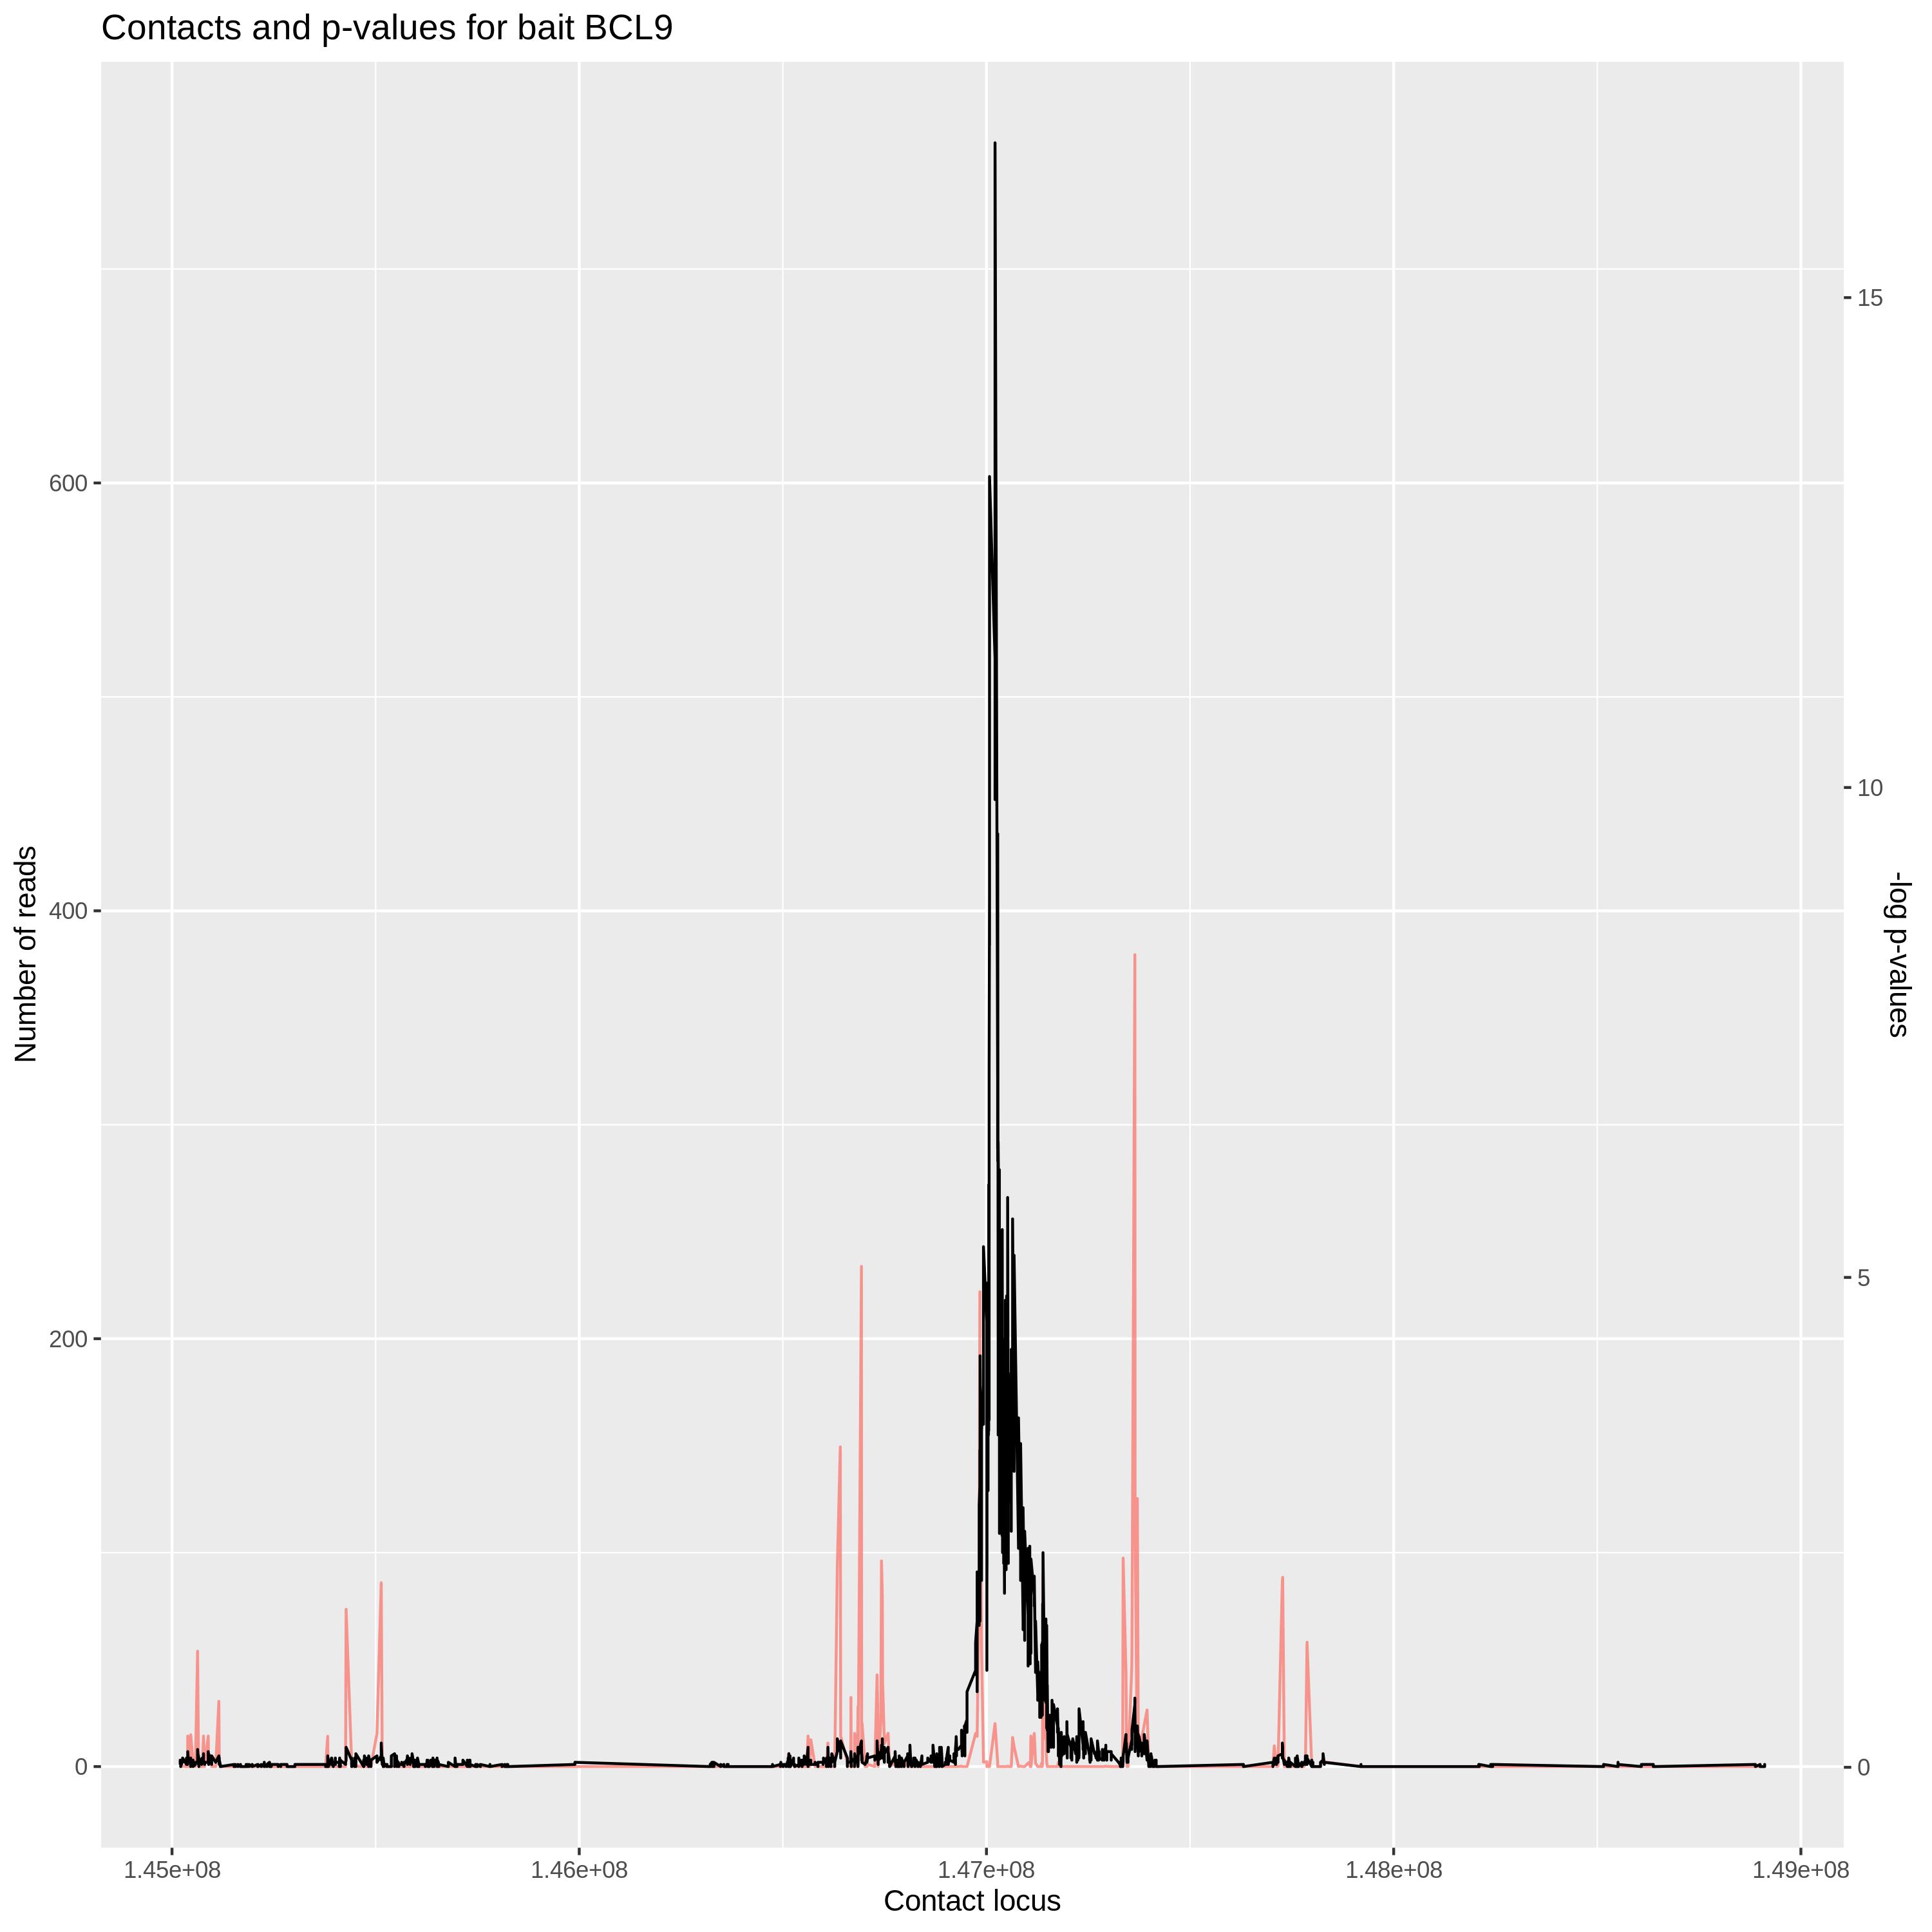 Contacts and p-values for bait BCL9
Number of reads
600
400
200
0
15
10
5
0
-log p-values
1.45e+08
1.46e+08
1.47e+08
1.48e+08
1.49e+08
Contact locus